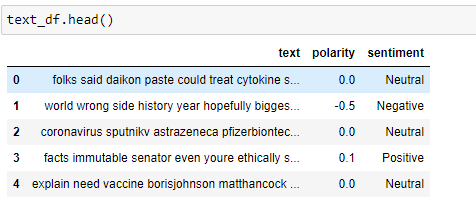 text_df.head()
text polarity sentiment
0 folks said daikon paste could treat cytokine s... 0.0 Neutral
1 world wrong side history year hopefully bigges... -0.5 Negative
2 coronavirus sputnikv astrazeneca pfizerbiontec... 0.0 Neutral
3 facts immutable senator even youre ethically s... 0.1 Positive
4 explain need vaccine borisjohnson matthancock ... 0.0 Neutral